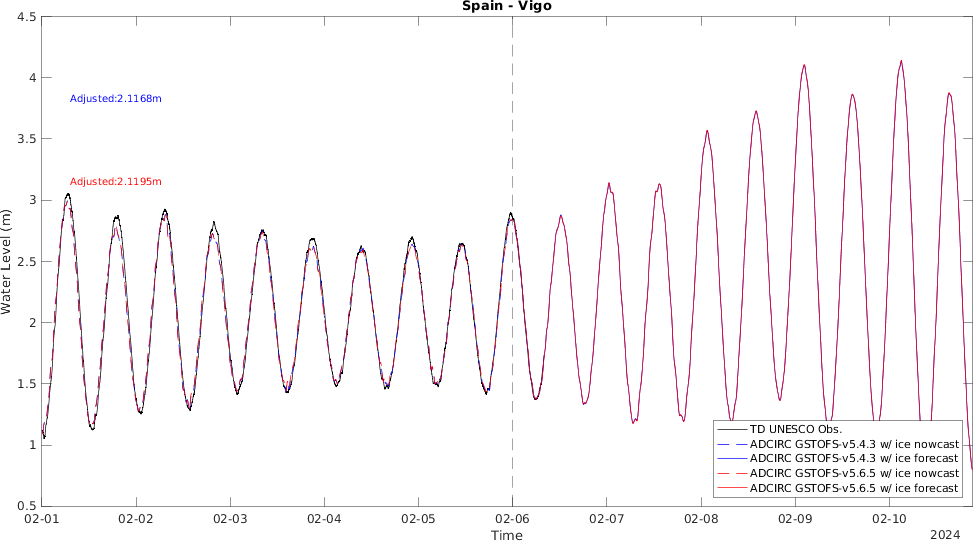 Spain - Vigo
4.5
4
3.5
3
2.5
2
1.5
1
0.5
Water Level (m)
Adjusted:2.1168m
Adjusted:2.1195m
TD UNESCO Obs.
ADCIRC GSTOFS-v5.4.3 w/ ice nowcast
ADCIRC GSTOFS-v5.4.3 w/ ice forecast
ADCIRC GSTOFS-v5.6.5 w/ ice nowcast
ADCIRC GSTOFS-v5.6.5 w/ ice forecast
02-01 02-02 02-03 02-04 02-05 02-06 02-07 02-08 02-09 02-10
Time
2024